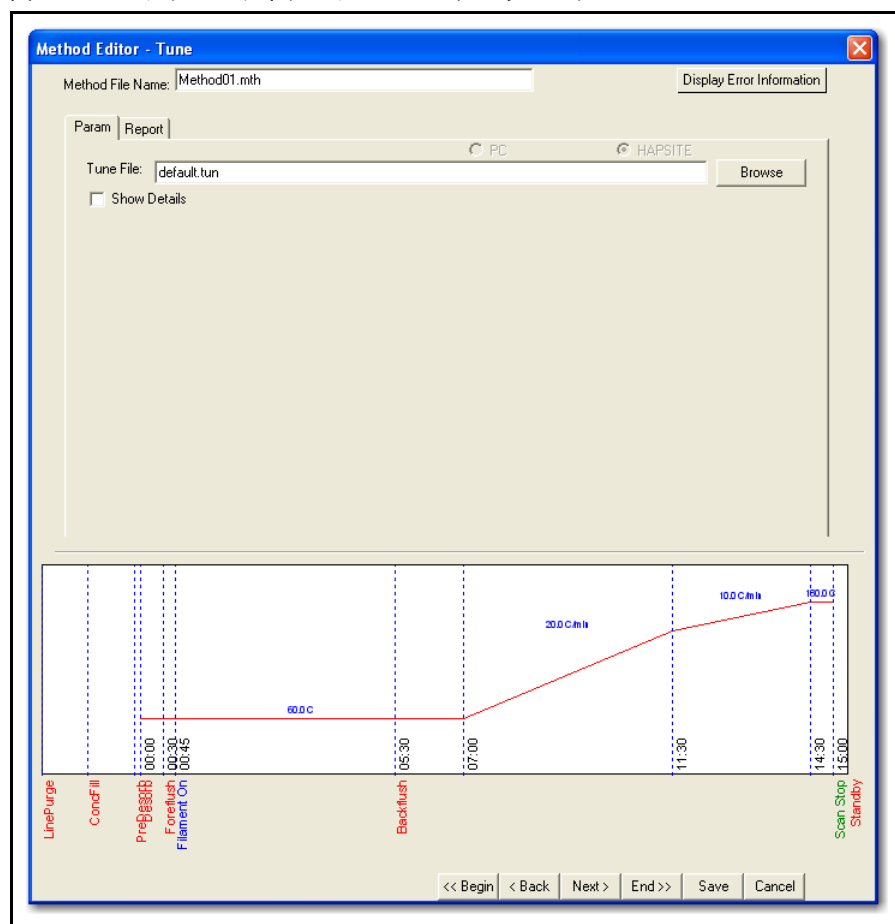 Method Editor - Tune
Method File Name: Method01.mth
Display Error Information
Param
Report
PC
HAPSITE
Tune File: default.tun
Browse
Show Details
60.0 C
20.0 C/min
10.0 C/min
00:00
00:30
00:45
05:30
07:00
11:30
14:30
15:00
LinePurge
ConcFill
PreDesorb
Desorb
Foreflush
Filament On
Backflush
Scan Stop
Standby
<< Begin
< Back
Next >
End >>
Save
Cancel